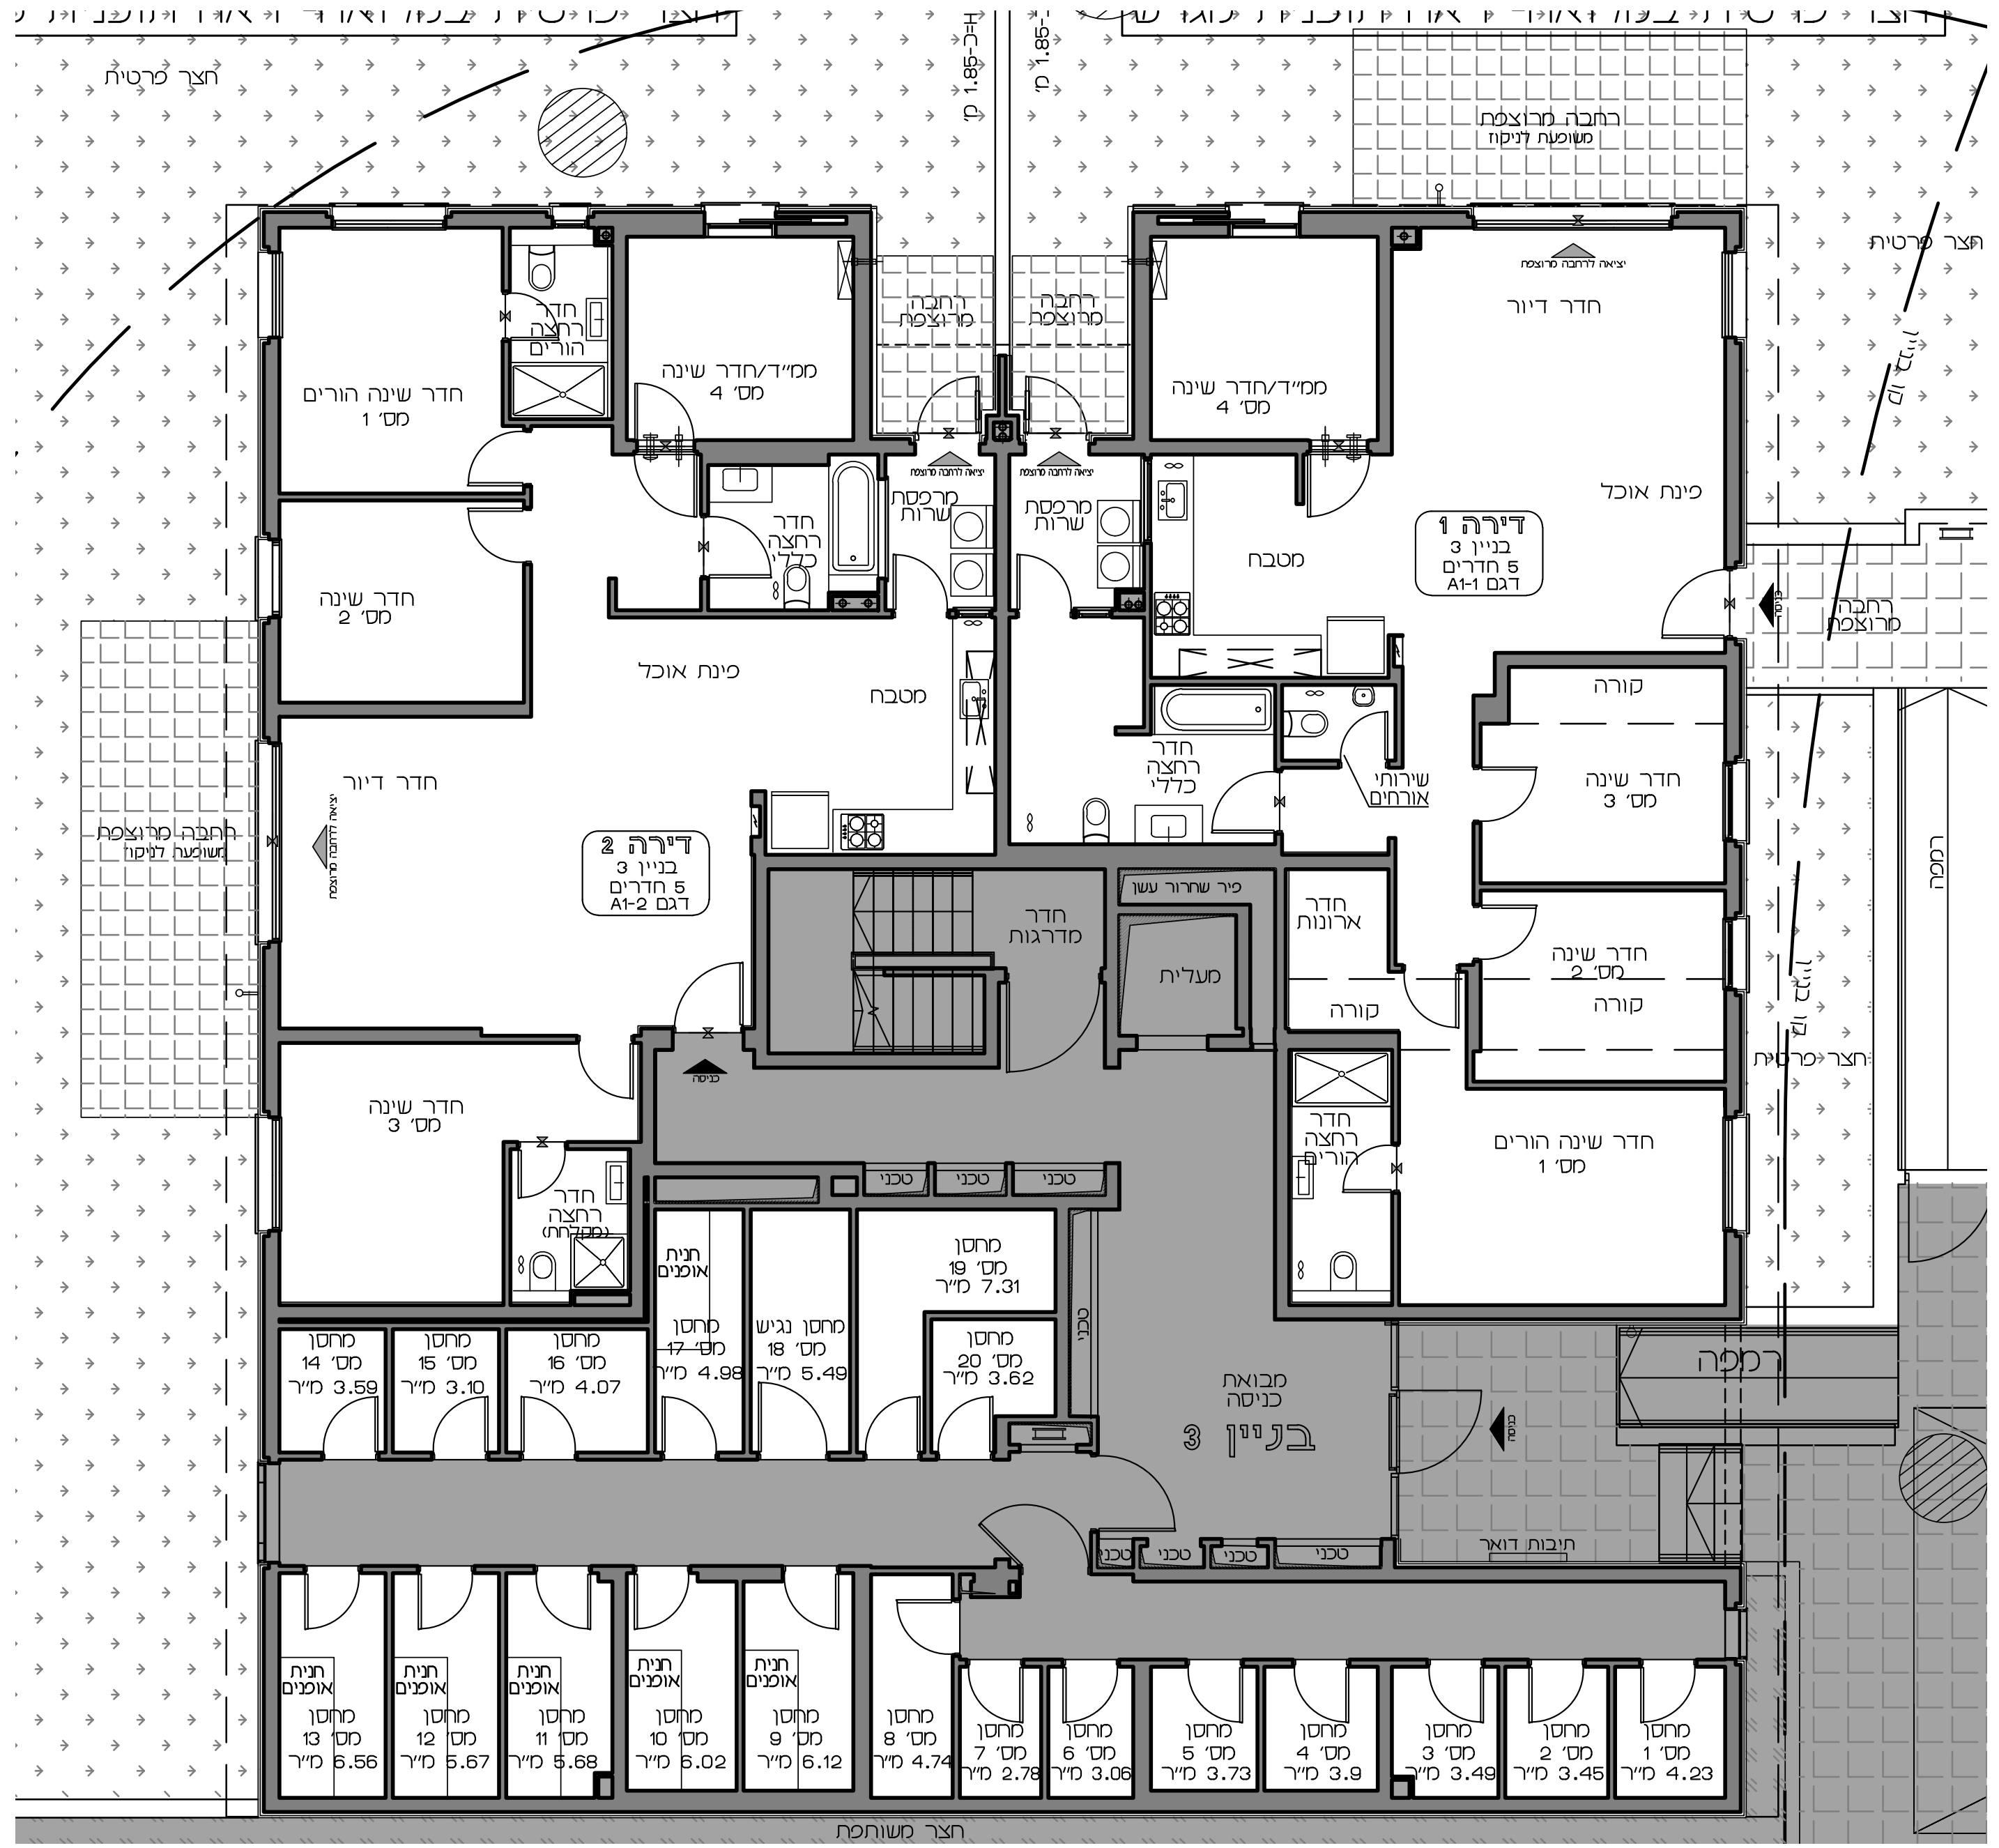 חצר פרטית
H=כ-1.85 מ'
רחבה מרוצפת
משופעת לניקוז
חצר פרטית
יציאה לרחבה מרוצפת
חדר דיור
קו בניין
חדר
רחצה
הורים
חדר שינה הורים
מס' 1
ממ"ד/חדר שינה
מס' 4
רחבה
מרוצפת
רחבה
מרוצפת
ממ"ד/חדר שינה
מס' 4
יציאה לרחבה מרוצפת
יציאה לרחבה מרוצפת
מרפסת
שרות
מרפסת
שרות
פינת אוכל
דירה 1
בניין 3
5 חדרים
דגם A1-1
מטבח
חדר
רחצה
כללי
חדר שינה
מס' 2
כניסה
רחבה
מרוצפת
פינת אוכל
מטבח
קורה
חדר דיור
יציאה לרחבה מרוצפת
רחבה מרוצפת
משופעת לניקוז
חדר
רחצה
כללי
שירותי
אורחים
חדר שינה
מס' 3
רמפה
דירה 2
בניין 3
5 חדרים
דגם A1-2
פיר שחרור עשן
חדר
מדרגות
מעלית
חדר
ארונות
קורה
חדר שינה
מס' 2
קורה
קו בניין
חצר פרטית
כניסה
חדר שינה
מס' 3
חדר
רחצה
הורים
חדר שינה הורים
מס' 1
טכני
טכני
טכני
חדר
רחצה
(מקלחת)
חנית
אופנים
מחסן
מס' 17
4.98 מ"ר
מחסן נגיש
מס' 18
5.49 מ"ר
מחסן
מס' 19
7.31 מ"ר
מחסן
מס' 20
3.62 מ"ר
טכני
מחסן
מס' 14
3.59 מ"ר
מחסן
מס' 15
3.10 מ"ר
מחסן
מס' 16
4.07 מ"ר
מבואת
כניסה
בניין 3
כניסה
רמפה
תיבות דואר
טכני
טכני
טכני
טכני
חנית
אופנים
מחסן
מס' 13
6.56 מ"ר
חנית
אופנים
מחסן
מס' 12
5.67 מ"ר
חנית
אופנים
מחסן
מס' 11
5.68 מ"ר
חנית
אופנים
מחסן
מס' 10
6.02 מ"ר
חנית
אופנים
מחסן
מס' 9
6.12 מ"ר
מחסן
מס' 8
4.74 מ"ר
מחסן
מס' 7
2.78 מ"ר
מחסן
מס' 6
3.06 מ"ר
מחסן
מס' 5
3.73 מ"ר
מחסן
מס' 4
3.9 מ"ר
מחסן
מס' 3
3.49 מ"ר
מחסן
מס' 2
3.45 מ"ר
מחסן
מס' 1
4.23 מ"ר
חצר משותפת